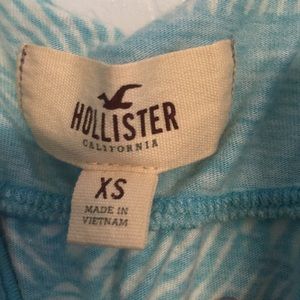 HOLLISTER
CALIFORNIA
XS
MADE IN
VIETNAM